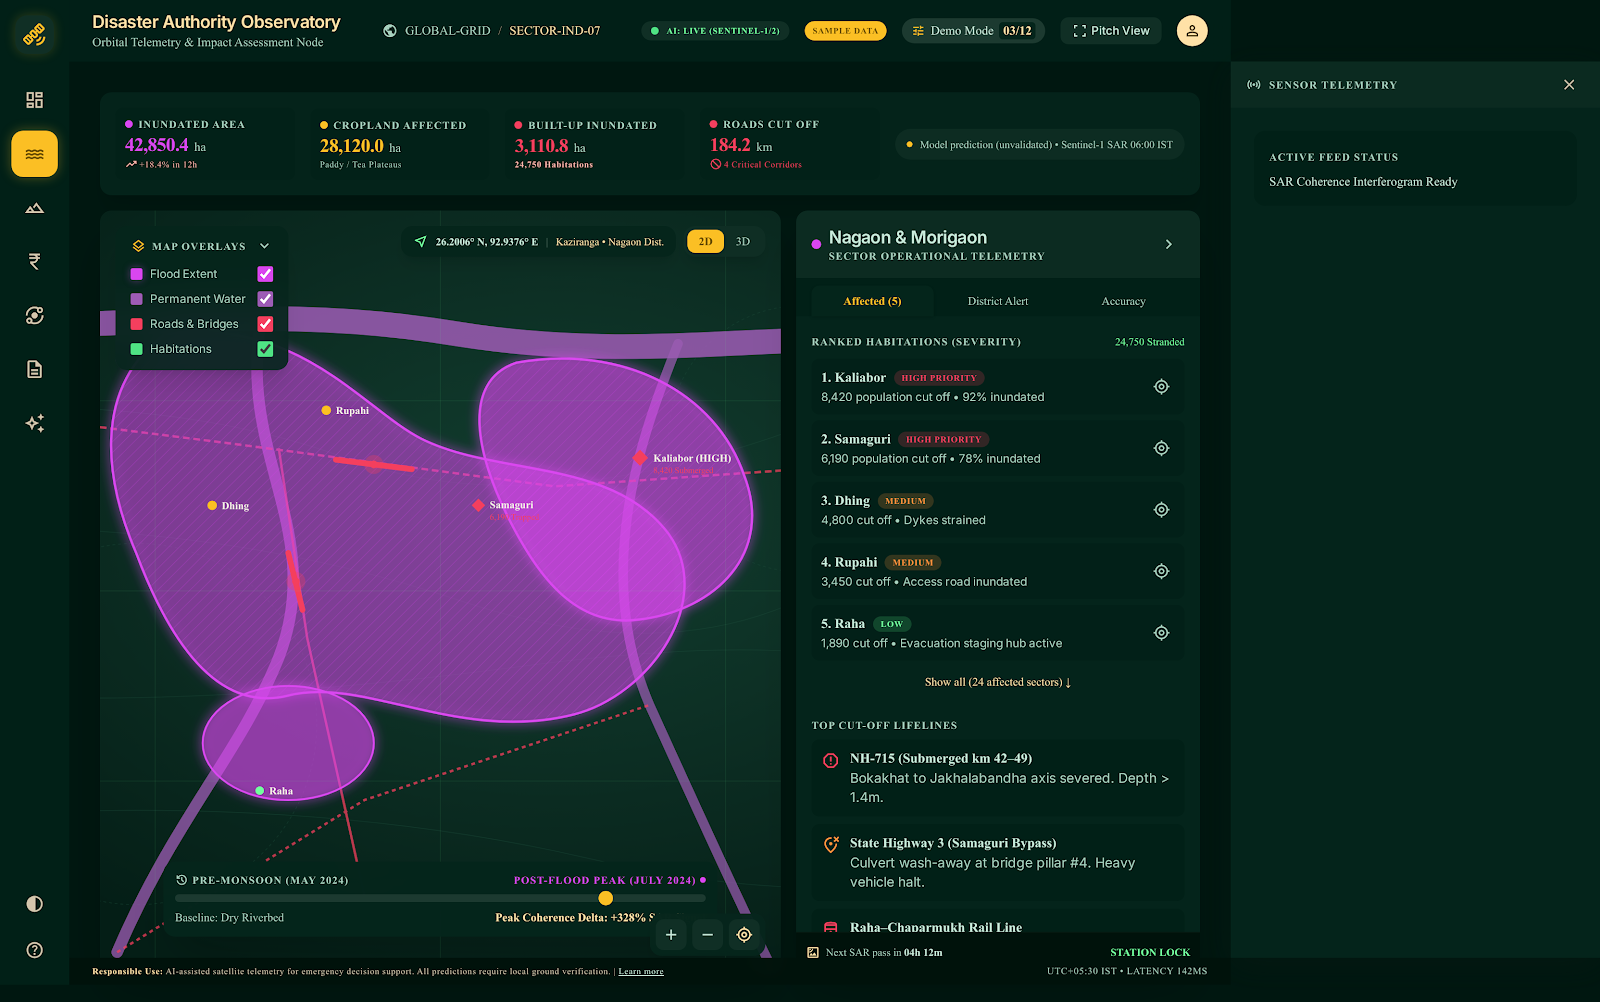 Disaster Authority Observatory
Orbital Telemetry & Impact Assessment Node
GLOBAL-GRID / SECTOR-IND-07
AI: LIVE (SENTINEL-1/2)
SAMPLE DATA
Demo Mode 03/12
Pitch View
SENSOR TELEMETRY
ACTIVE FEED STATUS
SAR Coherence Interferogram Ready
INUNDATED AREA
42,850.4 ha
+18.4% in 12h
CROPLAND AFFECTED
28,120.0 ha
Paddy / Tea Plateaus
BUILT-UP INUNDATED
3,110.8 ha
24,750 Habitations
ROADS CUT OFF
184.2 km
4 Critical Corridors
Model prediction (unvalidated) • Sentinel-1 SAR 06:00 IST
MAP OVERLAYS
Flood Extent
Permanent Water
Roads & Bridges
Habitations
26.2006° N, 92.9376° E | Kaziranga • Nagaon Dist.
2D 3D
Rupahi
Kaliabor (HIGH)
Dhing
Samaguri
Raha
PRE-MONSOON (MAY 2024)
POST-FLOOD PEAK (JULY 2024)
Baseline: Dry Riverbed
Peak Coherence Delta: +328%
Nagaon & Morigaon
SECTOR OPERATIONAL TELEMETRY
Affected (5) District Alert Accuracy
RANKED HABITATIONS (SEVERITY)
24,750 Stranded
1. Kaliabor HIGH PRIORITY
8,420 population cut off • 92% inundated
2. Samaguri HIGH PRIORITY
6,190 population cut off • 78% inundated
3. Dhing MEDIUM
4,800 cut off • Dykes strained
4. Rupahi MEDIUM
3,450 cut off • Access road inundated
5. Raha LOW
1,890 cut off • Evacuation staging hub active
Show all (24 affected sectors) ↓
TOP CUT-OFF LIFELINES
NH-715 (Submerged km 42–49)
Bokakhat to Jakhalabandha axis severed. Depth >
1.4m.
State Highway 3 (Samaguri Bypass)
Culvert wash-away at bridge pillar #4. Heavy
vehicle halt.
Raha–Chaparmukh Rail Line
Next SAR pass in 04h 12m
STATION LOCK
Responsible Use: AI-assisted satellite telemetry for emergency decision support. All predictions require local ground verification. | Learn more
UTC+05:30 IST • LATENCY 142MS